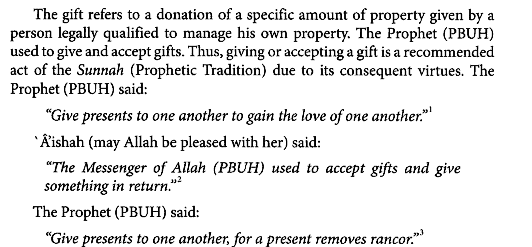 The gift refers to a donation of a specific amount of property given by a
person legally qualified to manage his own property. The Prophet (PBUH)
used to give and accept gifts. Thus, giving or accepting a gift is a recommended
act of the Sunnah (Prophetic Tradition) due to its consequent virtues. The
Prophet (PBUH) said:
“Give presents to one another to gain the love of one another.”¹
`Â’ishah (may Allah be pleased with her) said:
“The Messenger of Allah (PBUH) used to accept gifts and give
something in return.”²
The Prophet (PBUH) said:
“Give presents to one another, for a present removes rancor.”³